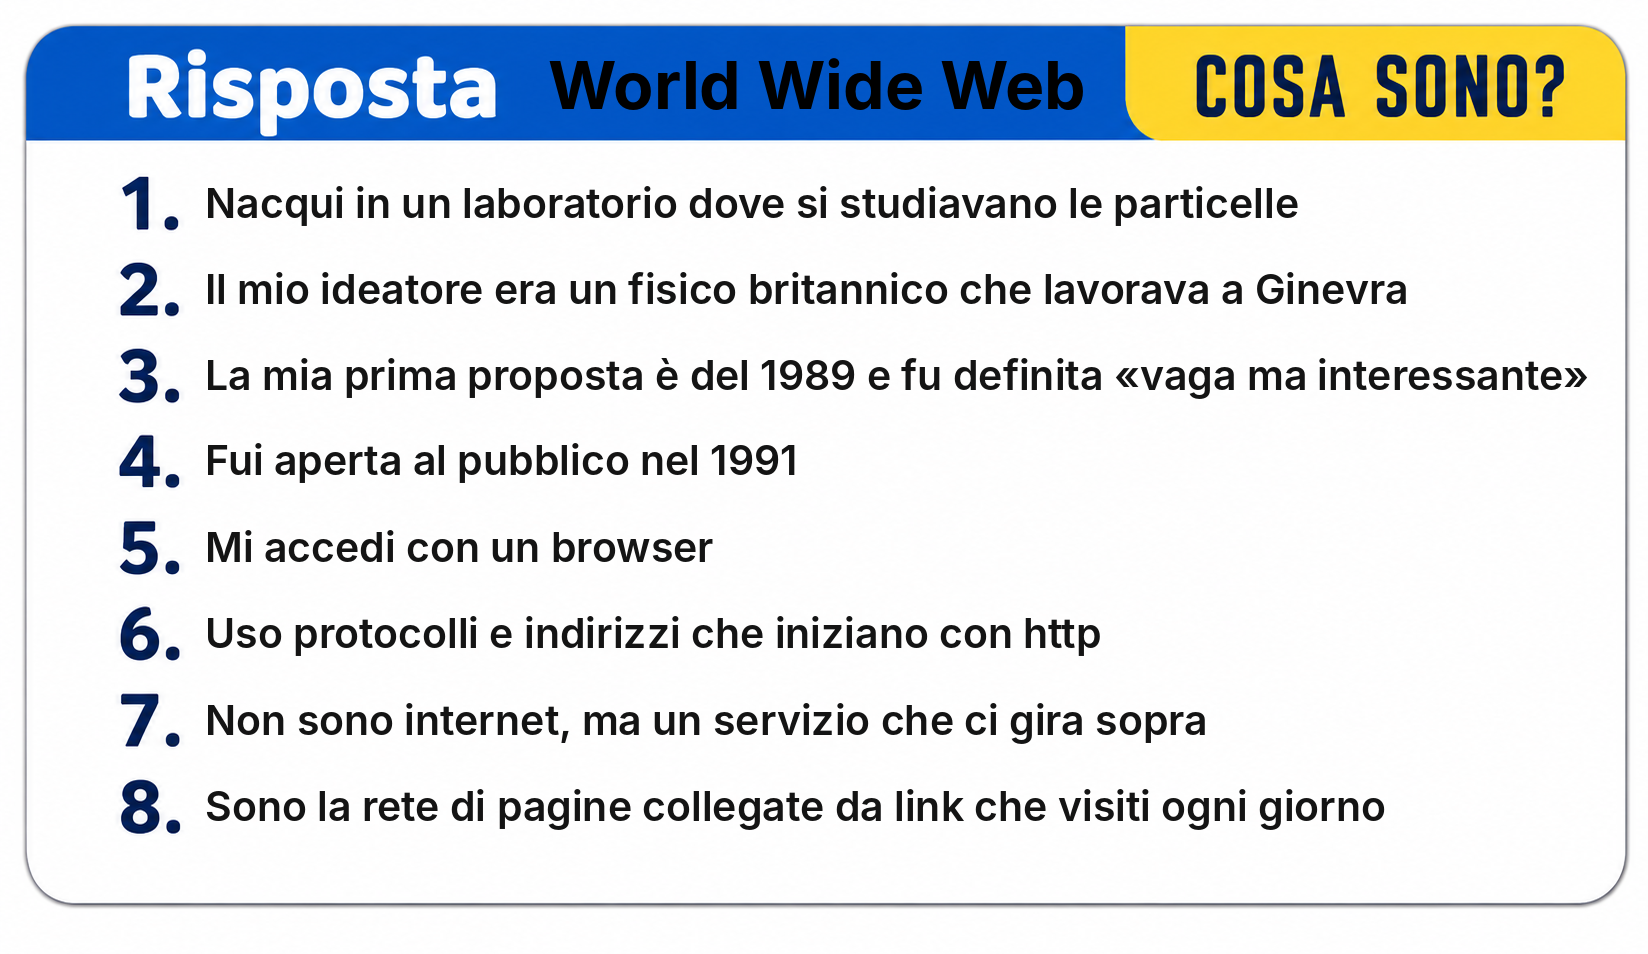 Risposta World Wide Web COSA SONO?
1. Nacqui in un laboratorio dove si studiavano le particelle
2. Il mio ideatore era un fisico britannico che lavorava a Ginevra
3. La mia prima proposta è del 1989 e fu definita «vaga ma interessante»
4. Fui aperta al pubblico nel 1991
5. Mi accedi con un browser
6. Uso protocolli e indirizzi che iniziano con http
7. Non sono internet, ma un servizio che ci gira sopra
8. Sono la rete di pagine collegate da link che visiti ogni giorno